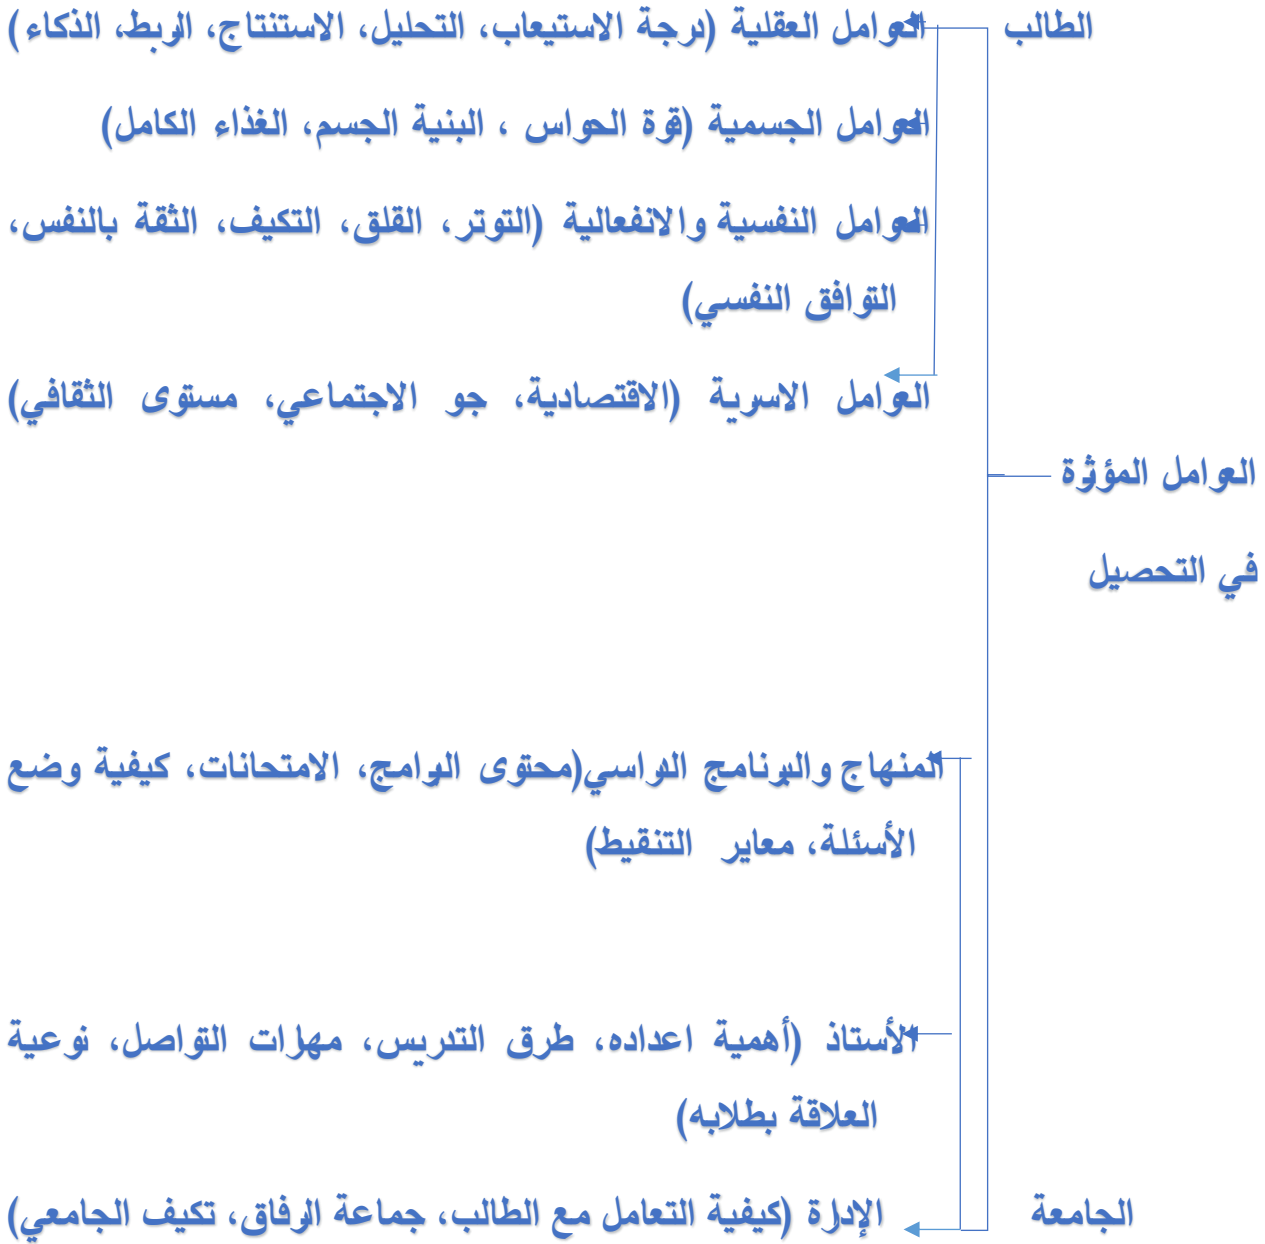 الطالب
العوامل العقلية (درجة الاستيعاب، التحليل، الاستنتاج، الربط، الذكاء)
العوامل الجسمية (قوة الحواس ، البنية الجسم، الغذاء الكامل)
العوامل النفسية والانفعالية (التوتر، القلق، التكيف، الثقة بالنفس،
التوافق النفسي)
العوامل الاسرية (الاقتصادية، جو الاجتماعي، مستوى الثقافي)
العوامل المؤثرة
في التحصيل
المنهاج والبرنامج الدراسي(محتوى البرامج، الامتحانات، كيفية وضع
الأسئلة، معاير التنقيط)
الأستاذ (أهمية اعداده، طرق التدريس، مهارات التواصل، نوعية
العلاقة بطلابه)
الجامعة
الإدارة (كيفية التعامل مع الطالب، جماعة الرفاق، تكيف الجامعي)